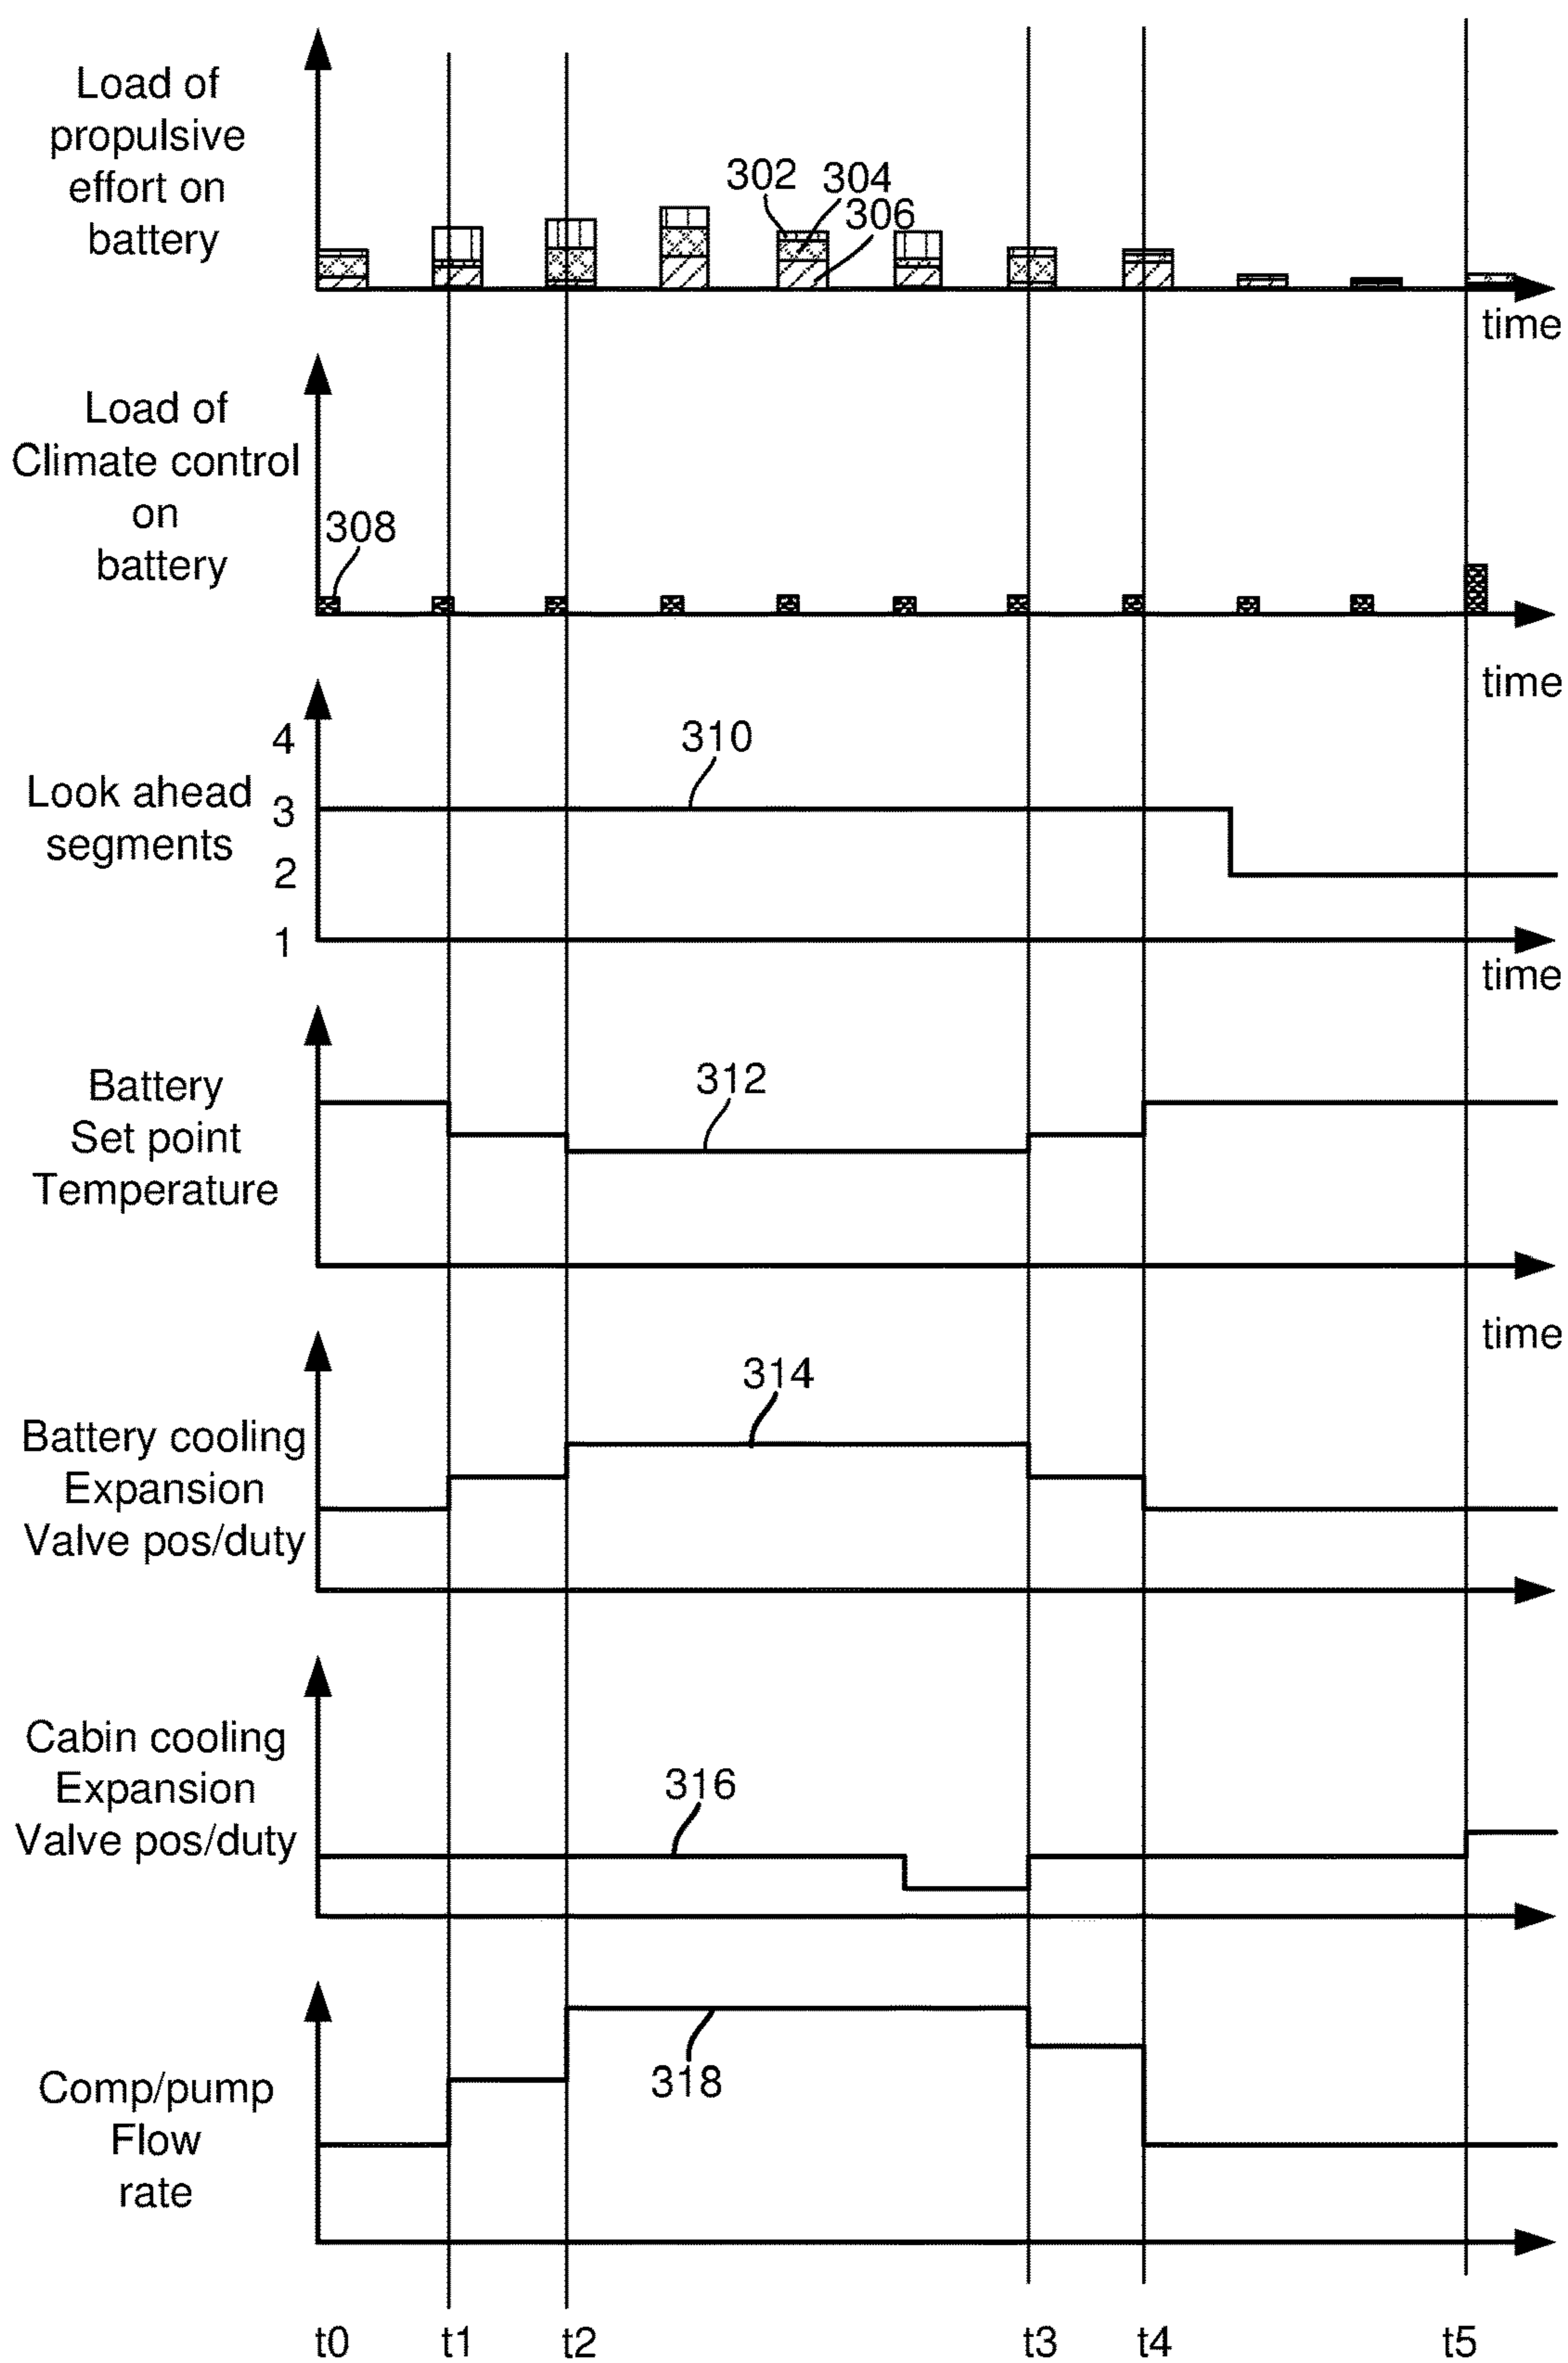 Load of
propulsive
effort on
battery
302 304
306
time
Load of
Climate control
on
battery
308
time
4
3
2
1
Look ahead
segments
310
time
Battery
Set point
Temperature
312
time
Battery cooling
Expansion
Valve pos/duty
314
Cabin cooling
Expansion
Valve pos/duty
316
Comp/pump
Flow
rate
318
t0 t1 t2 t3 t4 t5